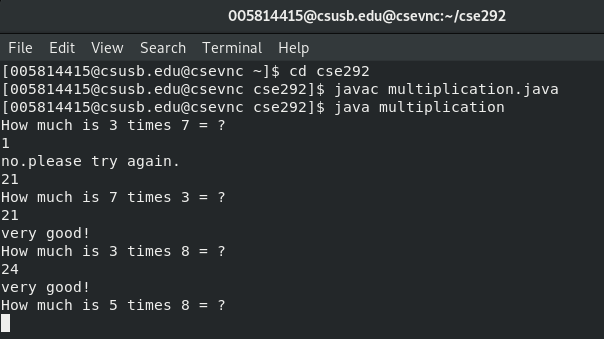 005814415@csusb.edu@csevnc:~/cse292
File Edit View Search Terminal Help
[005814415@csusb.edu@csevnc ~]$ cd cse292
[005814415@csusb.edu@csevnc cse292]$ javac multiplication.java
[005814415@csusb.edu@csevnc cse292]$ java multiplication
How much is 3 times 7 = ?
1
no.please try again.
21
How much is 7 times 3 = ?
21
very good!
How much is 3 times 8 = ?
24
very good!
How much is 5 times 8 = ?